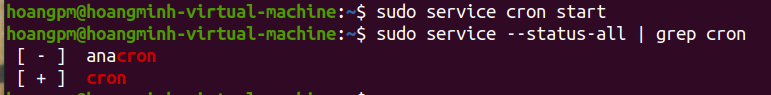 hoangpm@hoangminh-virtual-machine:~$ sudo service cron start
hoangpm@hoangminh-virtual-machine:~$ sudo service --status-all | grep cron
[ - ] anacron
[ + ] cron